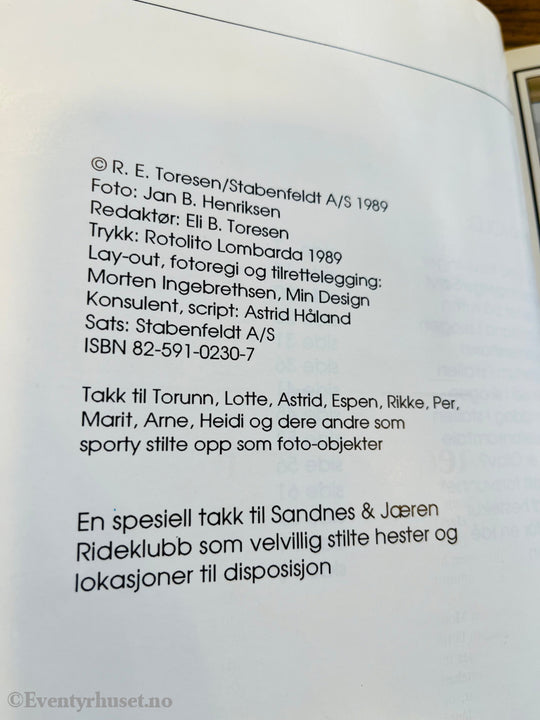 © R. E. Toresen/Stabenfeldt A/S 1989
Foto: Jan B. Henriksen
Redaktør: Eli B. Toresen
Trykk: Rotolito Lombarda 1989
Lay-out, fotoregi og tilrettelegging:
Morten Ingebrethsen, Min Design
Konsulent, script: Astrid Håland
Sats: Stabenfeldt A/S
ISBN 82-591-0230-7
Takk til Torunn, Lotte, Astrid, Espen, Rikke, Per,
Marit, Arne, Heidi og dere andre som
sporty stilte opp som foto-objekter
En spesiell takk til Sandnes & Jæren
Rideklubb som velvillig stilte hester og
lokasjoner til disposisjon
©Eventyrhuset.no